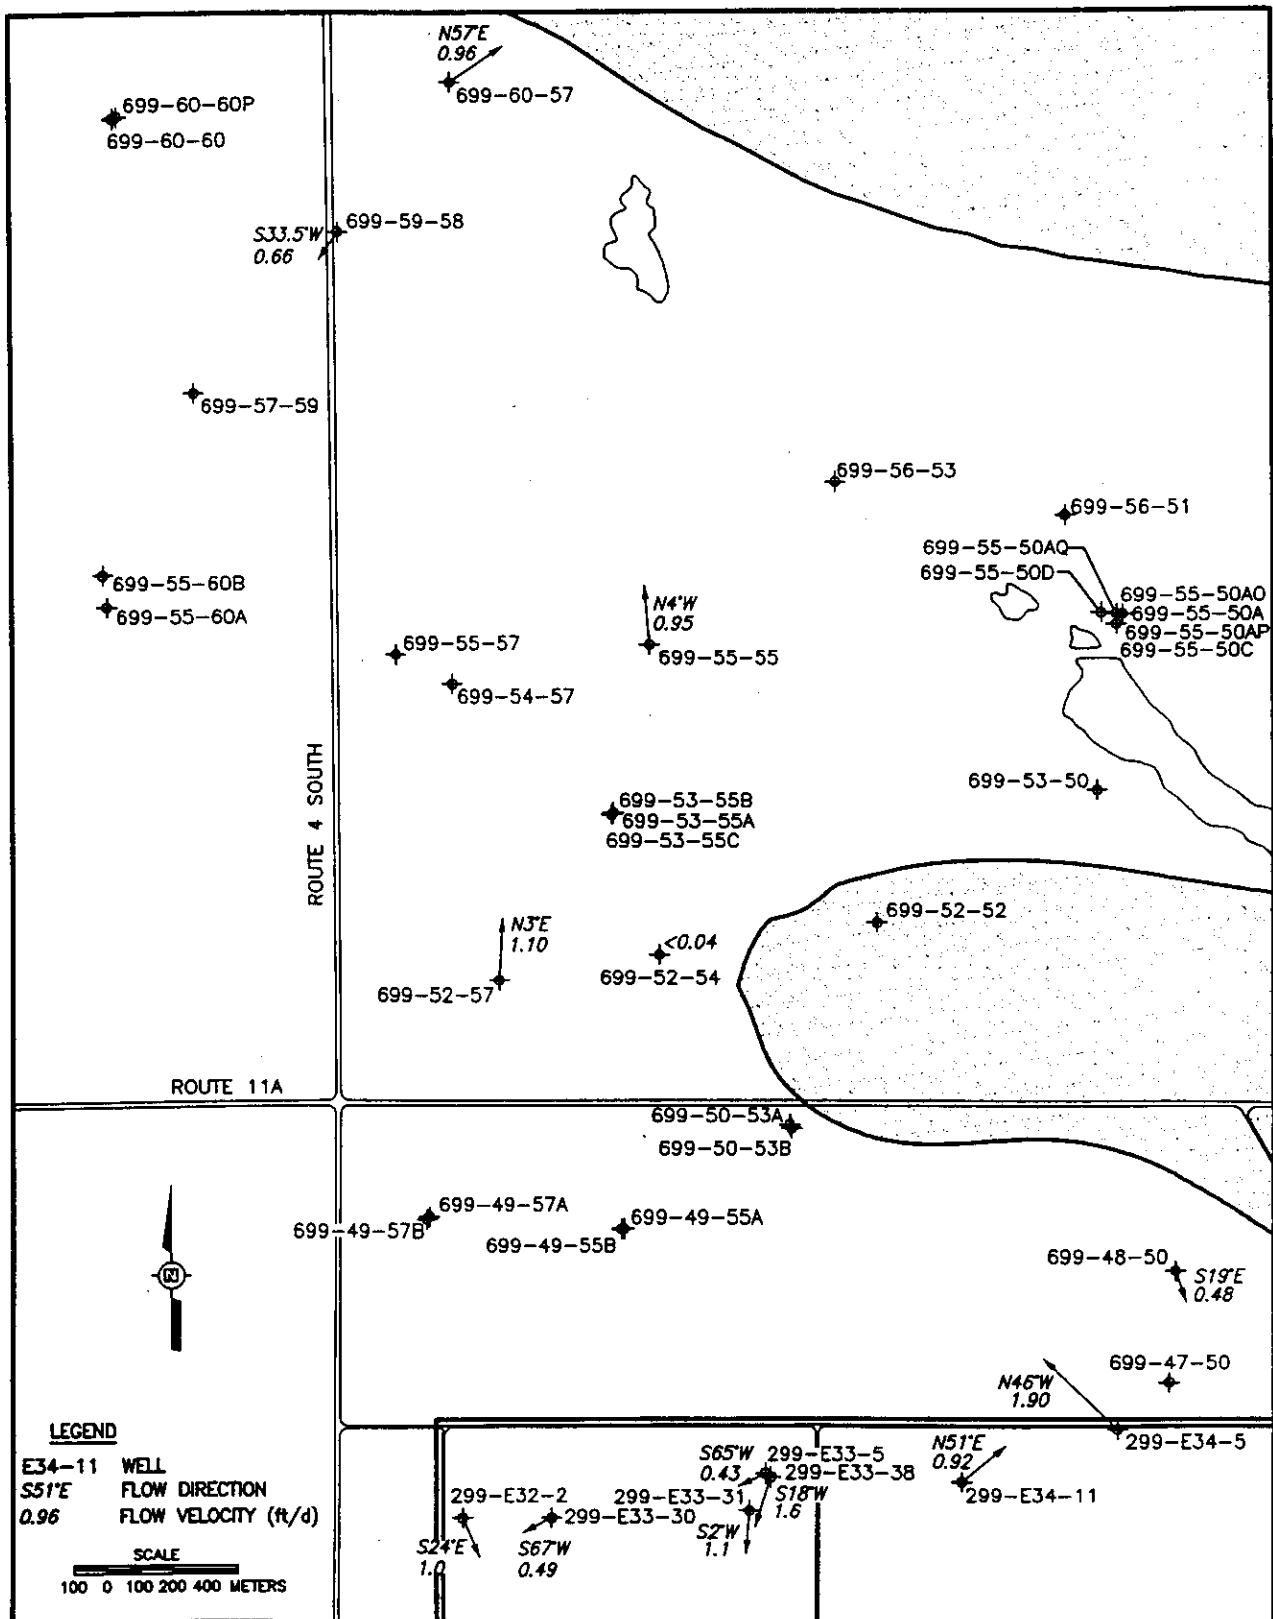 N57°E
0.96
699-60-57
699-60-60P
699-60-60
S33.5°W
0.66
699-59-58
699-57-59
699-56-53
699-56-51
699-55-50AQ
699-55-50D
699-55-50AO
699-55-50A
699-55-50AP
699-55-50C
699-55-60B
699-55-60A
N4°W
0.95
699-55-55
699-55-57
699-54-57
ROUTE 4 SOUTH
699-53-50
699-53-55B
699-53-55A
699-53-55C
699-52-52
N3°E
1.10
699-52-57
<0.04
699-52-54
ROUTE 11A
699-50-53A
699-50-53B
699-49-57A
699-49-57B
699-49-55A
699-49-55B
699-48-50
S19°E
0.48
N
699-47-50
N46°W
1.90
299-E34-5
N51°E
0.92
299-E34-11
S65°W
0.43
299-E33-5
299-E33-38
S18°W
1.6
299-E33-31
S2°W
1.1
299-E32-2
S24°E
1.0
299-E33-30
S67°W
0.49
LEGEND
E34-11 WELL
S51°E FLOW DIRECTION
0.96 FLOW VELOCITY (ft/d)
SCALE
100 0 100 200 400 METERS